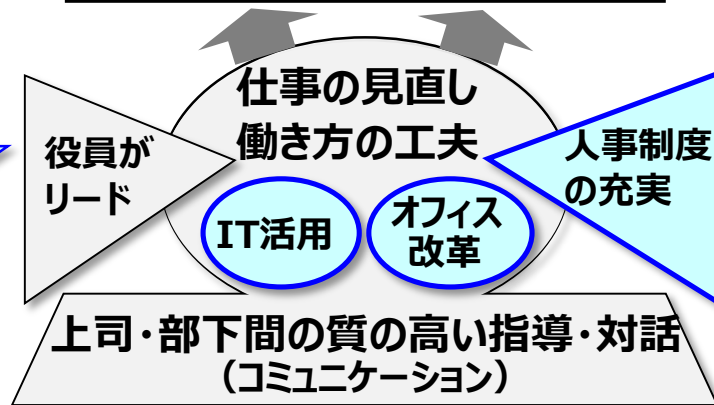 仕事の見直し
働き方の工夫
役員が
リード
人事制度
の充実
IT活用
オフィス
改革
上司・部下間の質の高い指導・対話
（コミュニケーション）